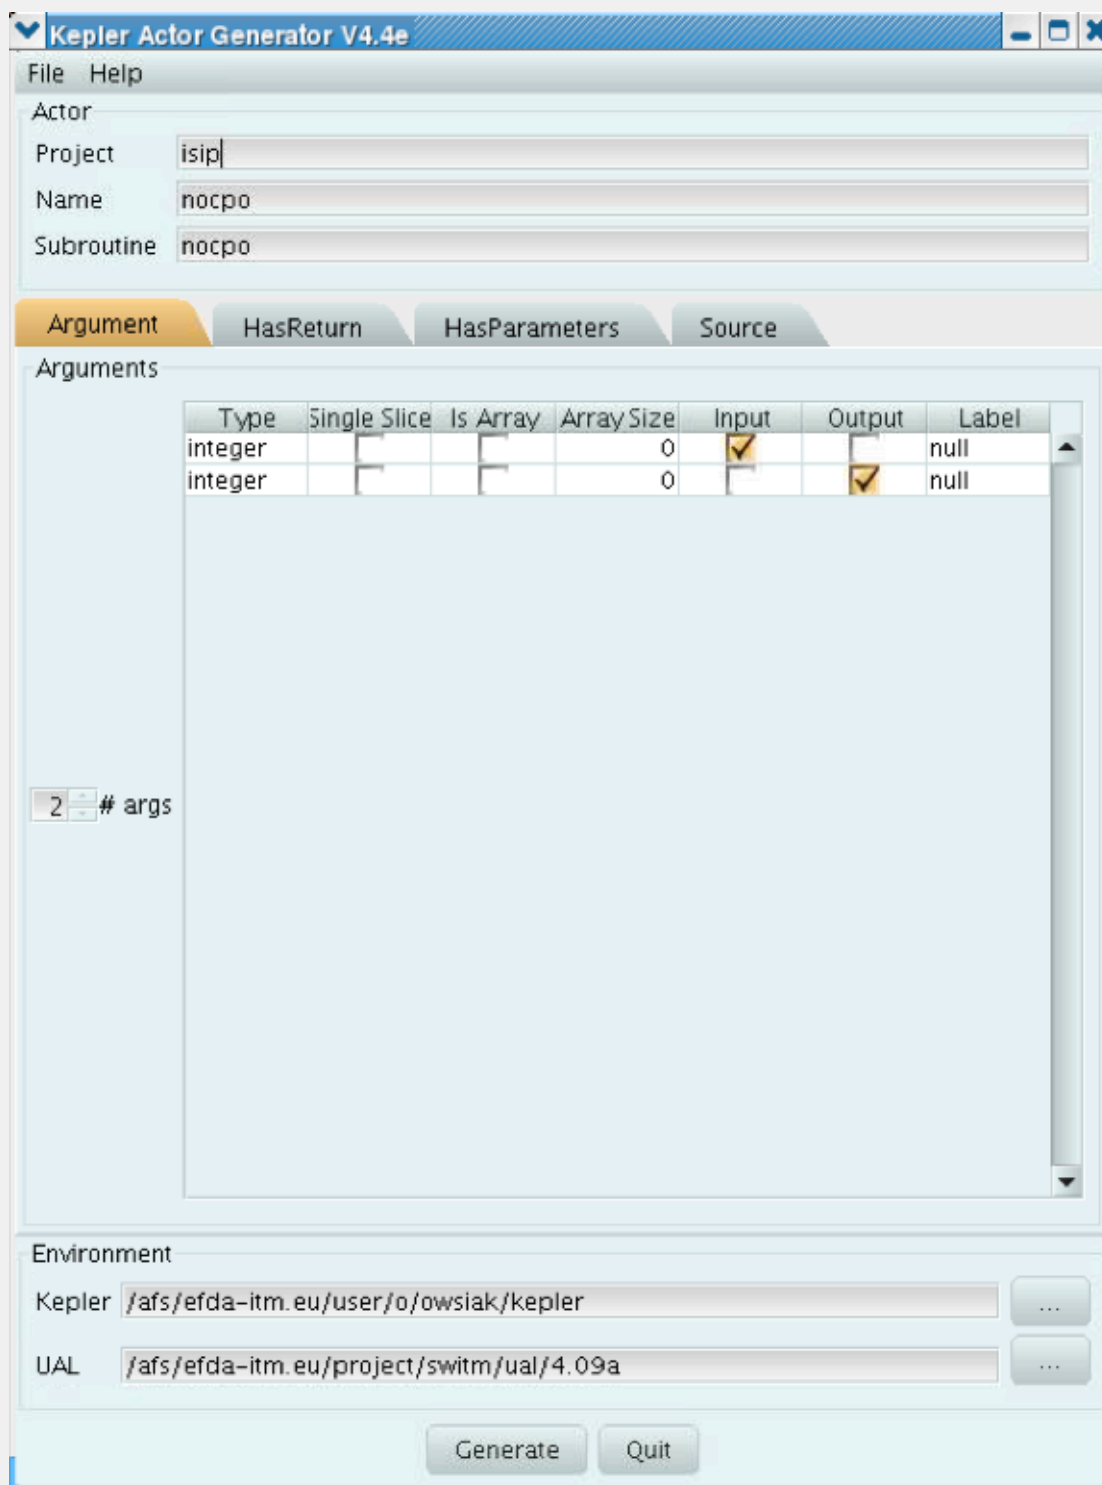 Kepler Actor Generator V4.4e
File Help
Actor
Project isip
Name nocpo
Subroutine nocpo
Argument HasReturn HasParameters Source
Arguments
Type Single Slice Is Array Array Size Input Output Label
integer 0 null
integer 0 null
2 # args
Environment
Kepler /afs/efda-itm.eu/user/o/owsiak/kepler ...
UAL /afs/efda-itm.eu/project/switm/ual/4.09a ...
Generate Quit